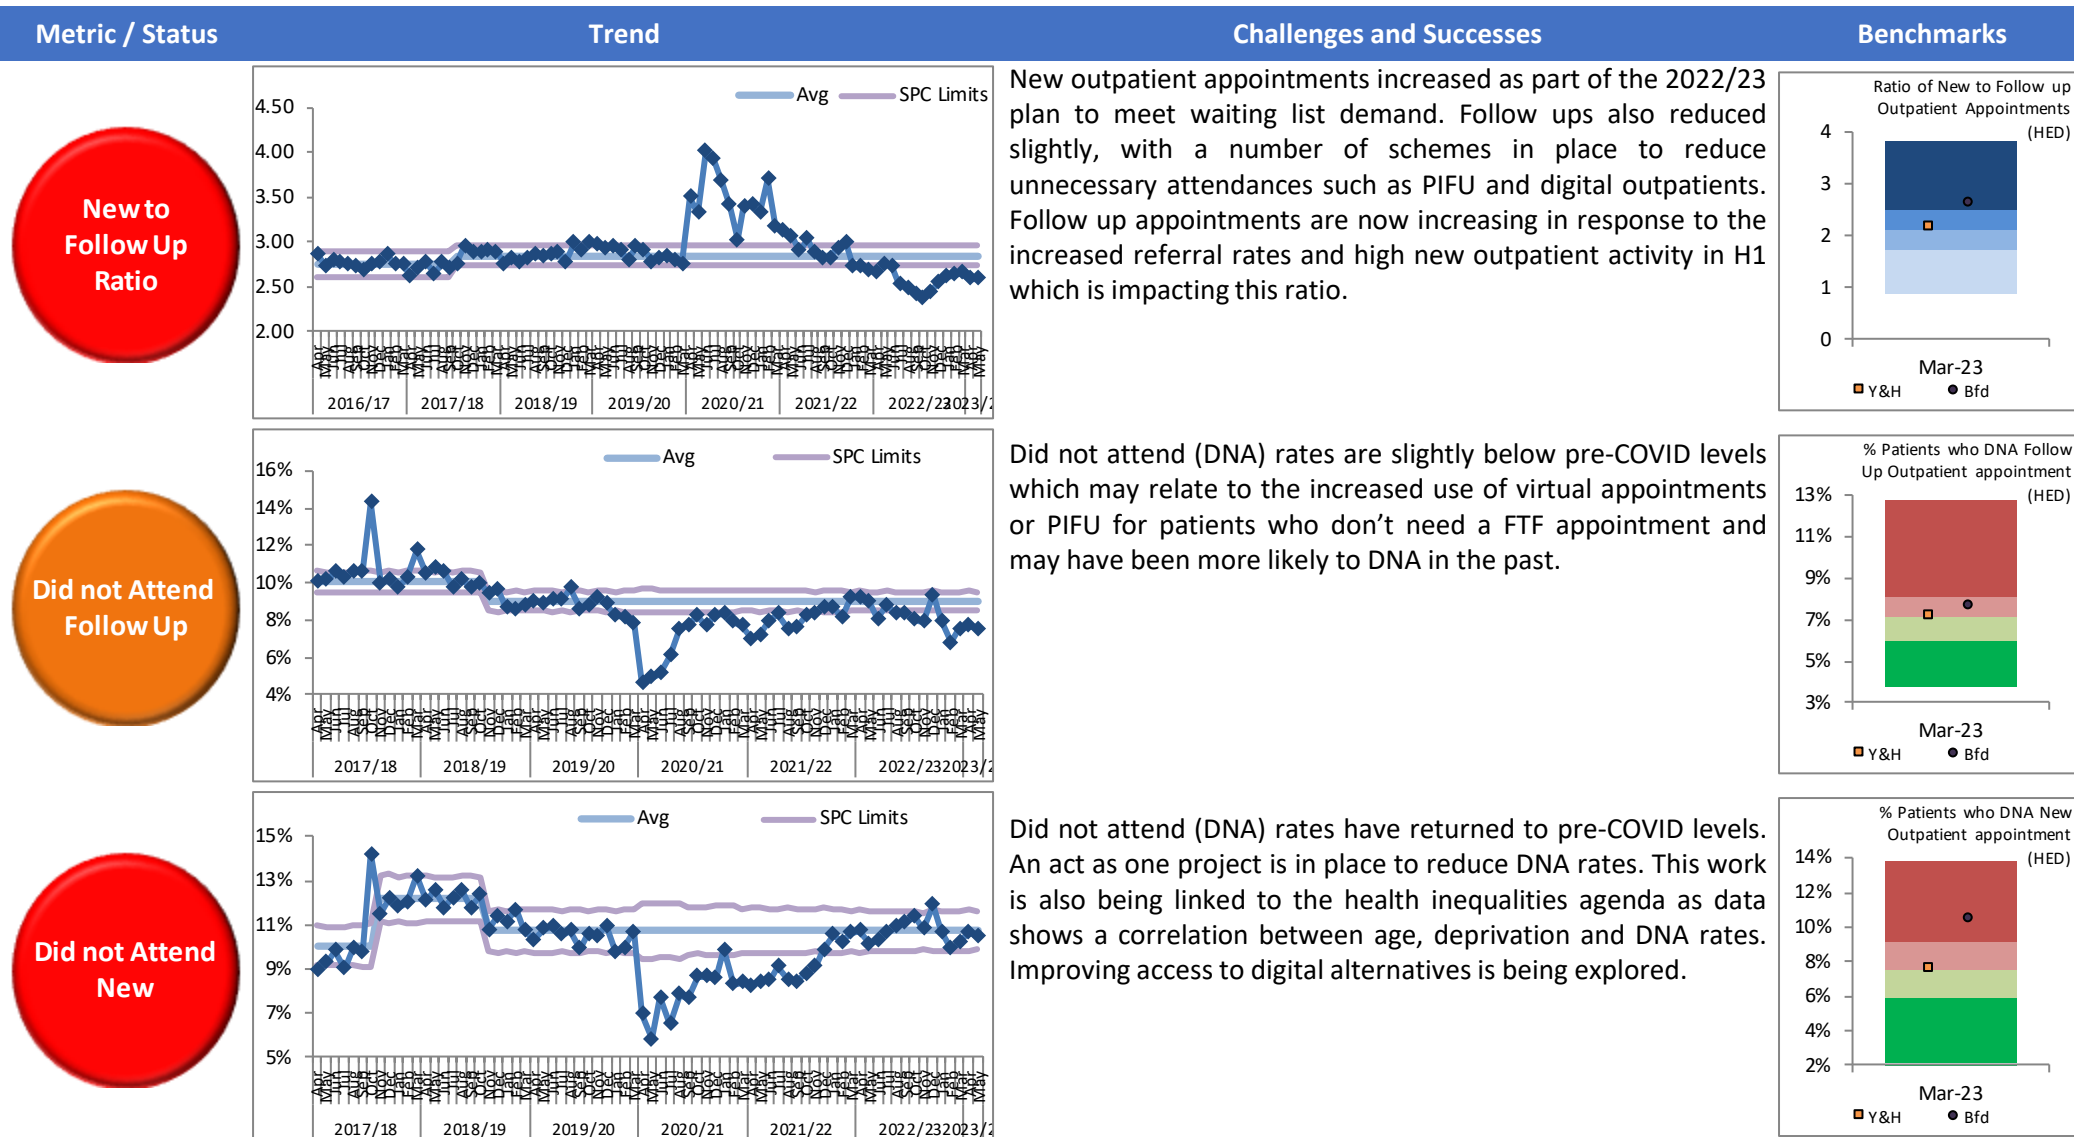 Metric / Status
Trend
Challenges and Successes
Benchmarks
New to
Follow Up
Ratio
Avg
SPC Limits
4.50
4.00
3.50
3.00
2.50
2.00
2016/17
2017/18
2018/19
2019/20
2020/21
2021/22
2022/23
New outpatient appointments increased as part of the 2022/23
plan to meet waiting list demand. Follow ups also reduced
slightly, with a number of schemes in place to reduce
unnecessary attendances such as PIFU and digital outpatients.
Follow up appointments are now increasing in response to the
increased referral rates and high new outpatient activity in H1
which is impacting this ratio.
Ratio of New to Follow up
Outpatient Appointments
(HED)
4
3
2
1
0
Mar-23
Y&H
Bfd
Did not Attend
Follow Up
Avg
SPC Limits
16%
14%
12%
10%
8%
6%
4%
2017/18
2018/19
2019/20
2020/21
2021/22
2022/23
Did not attend (DNA) rates are slightly below pre-COVID levels
which may relate to the increased use of virtual appointments
or PIFU for patients who don’t need a FTF appointment and
may have been more likely to DNA in the past.
% Patients who DNA Follow
Up Outpatient appointment
(HED)
13%
11%
9%
7%
5%
3%
Mar-23
Y&H
Bfd
Did not Attend
New
Avg
SPC Limits
15%
13%
11%
9%
7%
5%
2017/18
2018/19
2019/20
2020/21
2021/22
2022/23
Did not attend (DNA) rates have returned to pre-COVID levels.
An act as one project is in place to reduce DNA rates. This work
is also being linked to the health inequalities agenda as data
shows a correlation between age, deprivation and DNA rates.
Improving access to digital alternatives is being explored.
% Patients who DNA New
Outpatient appointment
(HED)
14%
12%
10%
8%
6%
4%
2%
Mar-23
Y&H
Bfd